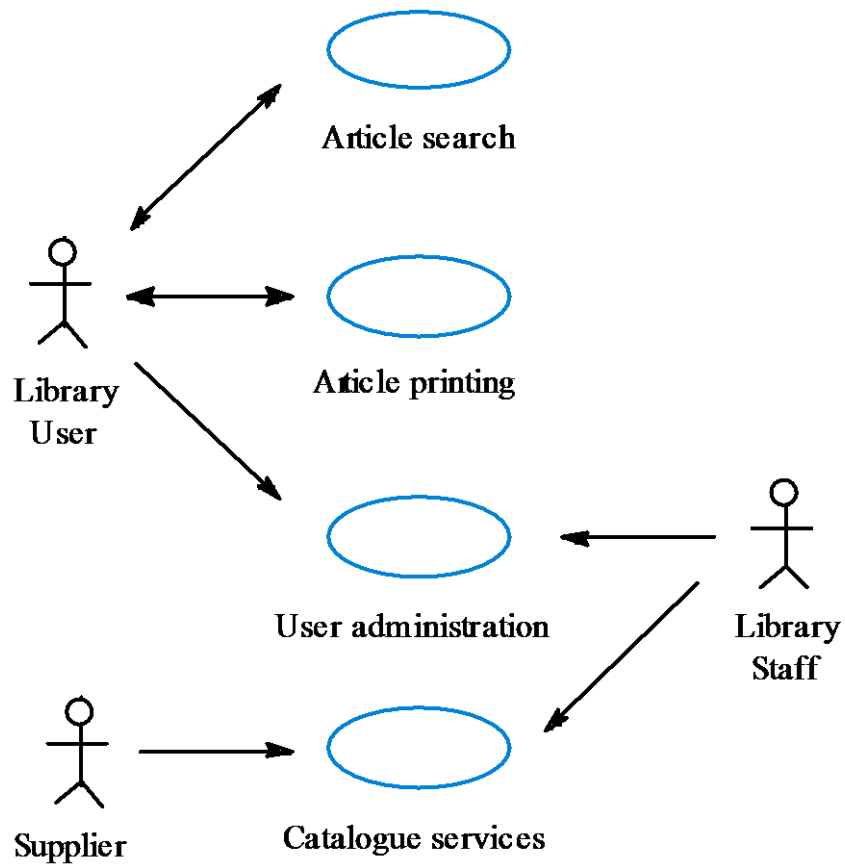 Article search
Library
User
Article printing
User administration
Library
Staff
Supplier
Catalogue services